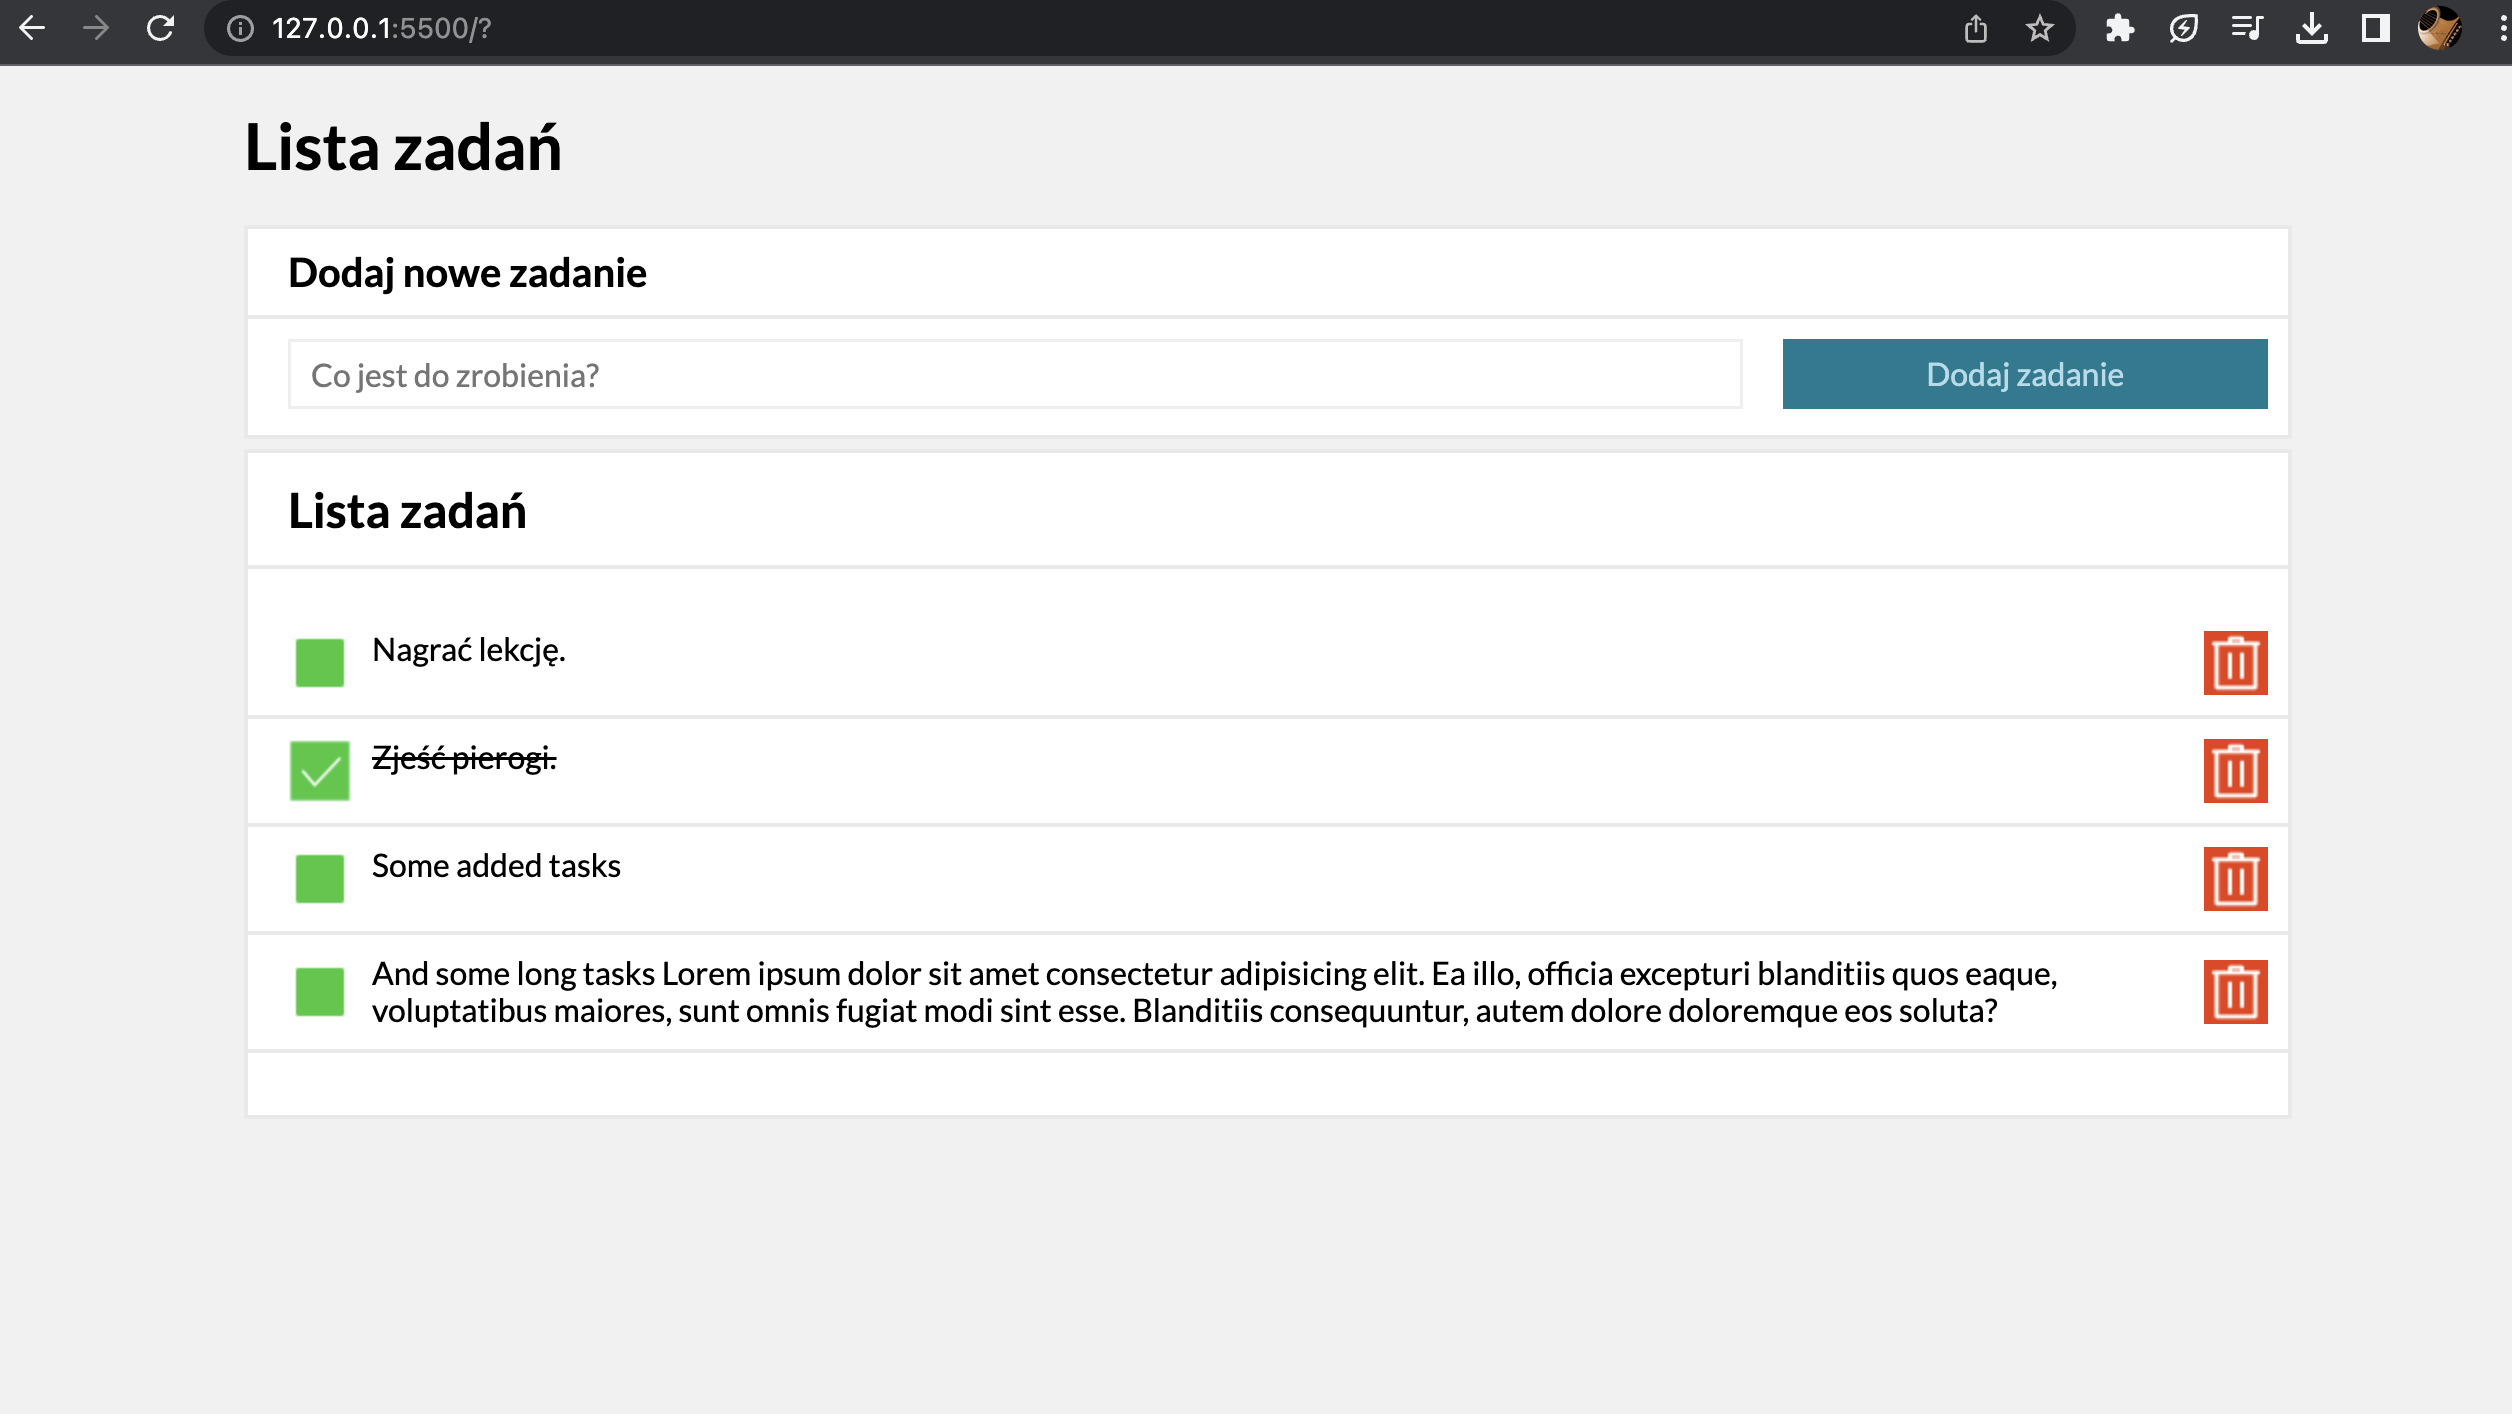 127.0.0.1:5500/?
Lista zadań
Dodaj nowe zadanie
Co jest do zrobienia?
Dodaj zadanie
Lista zadań
Nagrać lekcję.
Zjeść pierogi.
Some added tasks
And some long tasks Lorem ipsum dolor sit amet consectetur adipisicing elit. Ea illo, officia excepturi blanditiis quos eaque,
voluptatibus maiores, sunt omnis fugiat modi sint esse. Blanditiis consequuntur, autem dolore doloremque eos soluta?